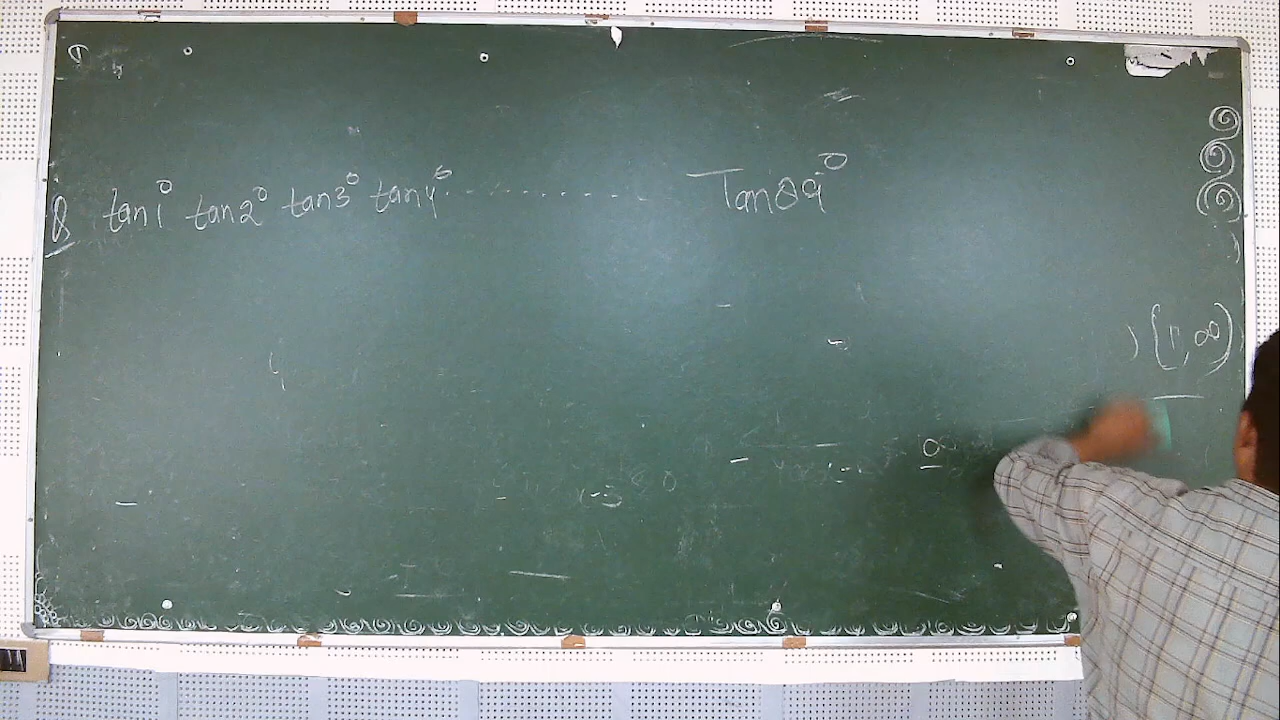 Q tan1° tan2° tan3° tan4° ........... Tan89°
) [1, ∞)
∞